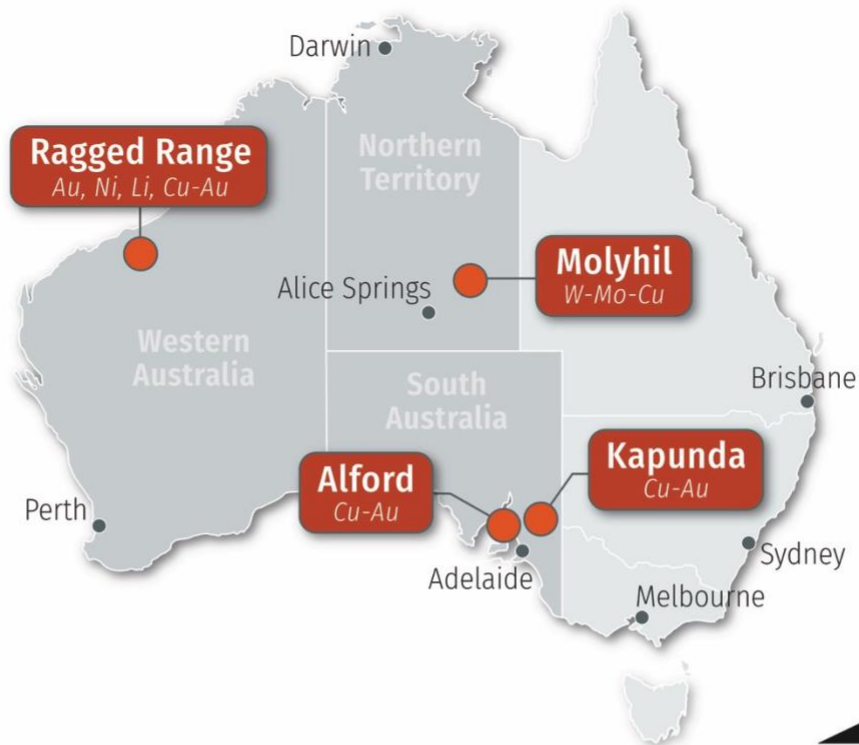 Darwin
Ragged Range
Au, Ni, Li, Cu-Au
Northern
Territory
Molyhil
W-Mo-Cu
Alice Springs
Western
Australia
South
Australia
Brisbane
Alford
Cu-Au
Kapunda
Cu-Au
Perth
Adelaide
Sydney
Melbourne